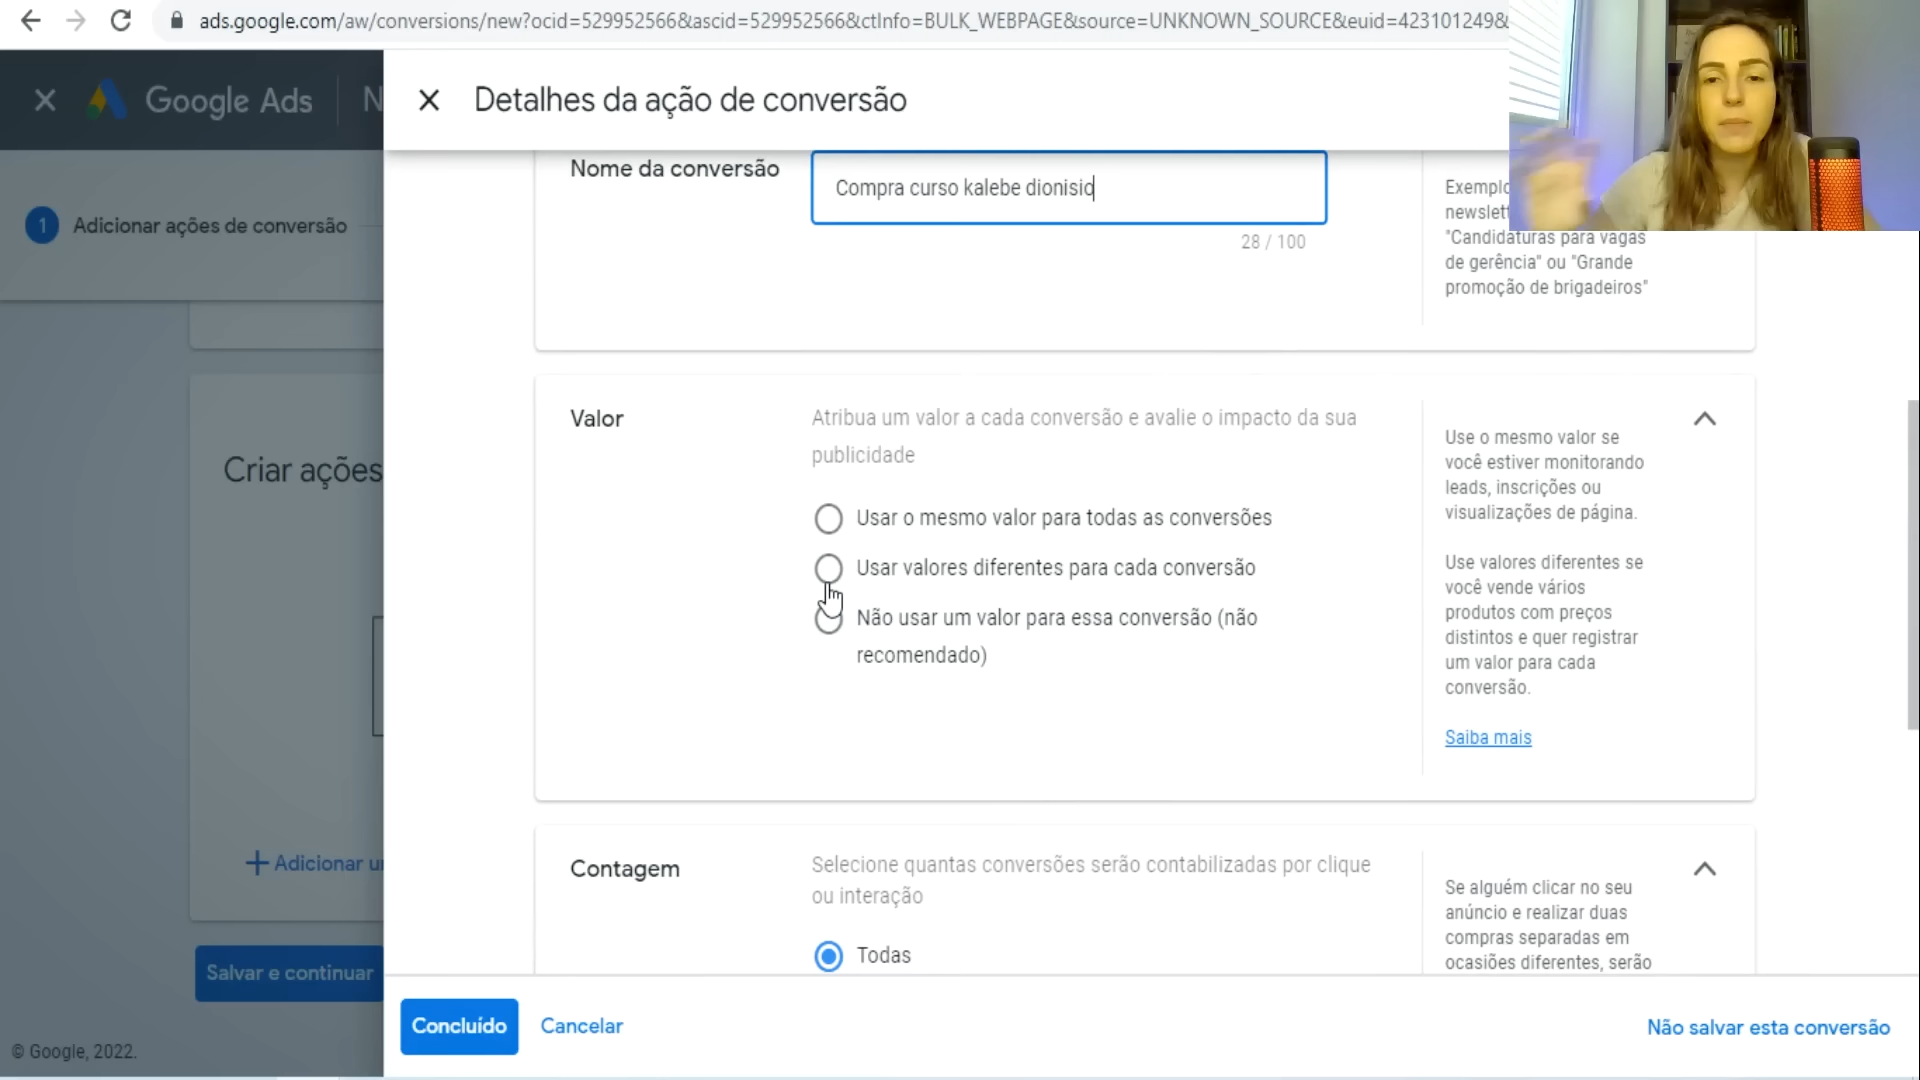 ads.google.com/aw/conversions/new?ocid=529952566&ascid=529952566&ctInfo=BULK_WEBPAGE&source=UNKNOWN_SOURCE&euid=423101249&
Google Ads
N
Detalhes da ação de conversão
1
Adicionar ações de conversão
Nome da conversão
Compra curso kalebe dionisio
28 / 100
Exemplo
newslett
"Candidaturas para vagas
de gerência" ou "Grande
promoção de brigadeiros"
Valor
Atribua um valor a cada conversão e avalie o impacto da sua
publicidade
Usar o mesmo valor para todas as conversões
Usar valores diferentes para cada conversão
Não usar um valor para essa conversão (não
recomendado)
Use o mesmo valor se
você estiver monitorando
leads, inscrições ou
visualizações de página.
Use valores diferentes se
você vende vários
produtos com preços
distintos e quer registrar
um valor para cada
conversão.
Saiba mais
Criar ações
+ Adicionar u
Contagem
Selecione quantas conversões serão contabilizadas por clique
ou interação
Todas
Se alguém clicar no seu
anúncio e realizar duas
compras separadas em
ocasiões diferentes, serão
Salvar e continuar
Concluído
Cancelar
Não salvar esta conversão
© Google, 2022.